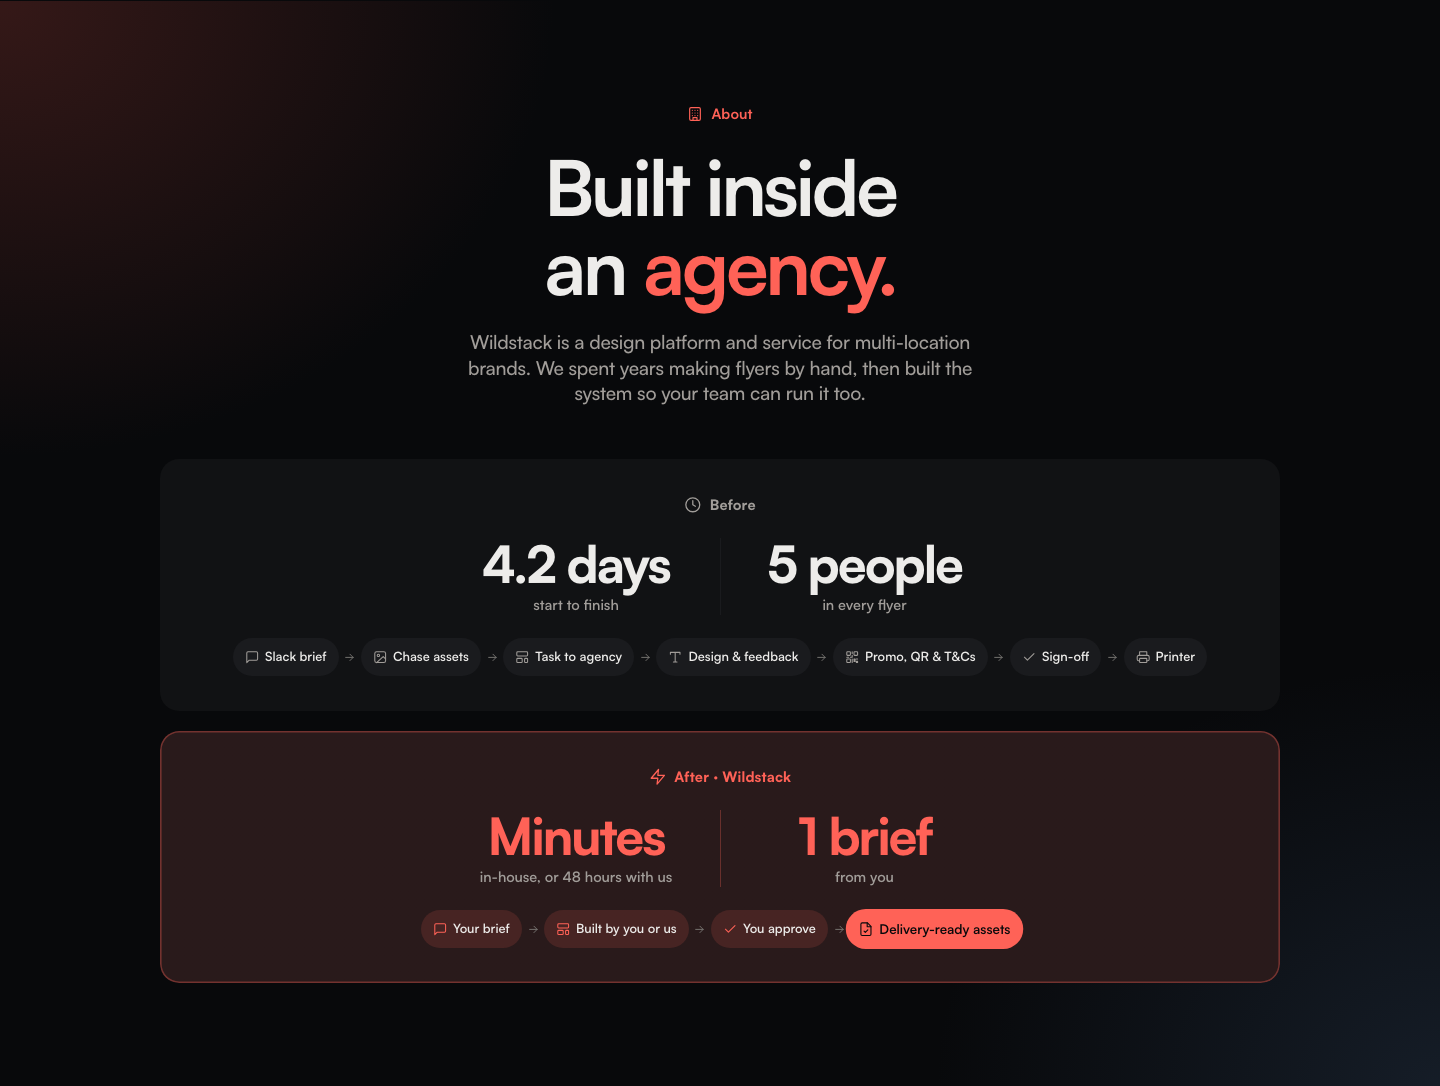 About
Built inside
an agency.
Wildstack is a design platform and service for multi-location
brands. We spent years making flyers by hand, then built the
system so your team can run it too.
Before
4.2 days
start to finish
5 people
in every flyer
Slack brief → Chase assets → Task to agency → Design & feedback → Promo, QR & T&Cs → Sign-off → Printer
After · Wildstack
Minutes
in-house, or 48 hours with us
1 brief
from you
Your brief → Built by you or us → You approve → Delivery-ready assets